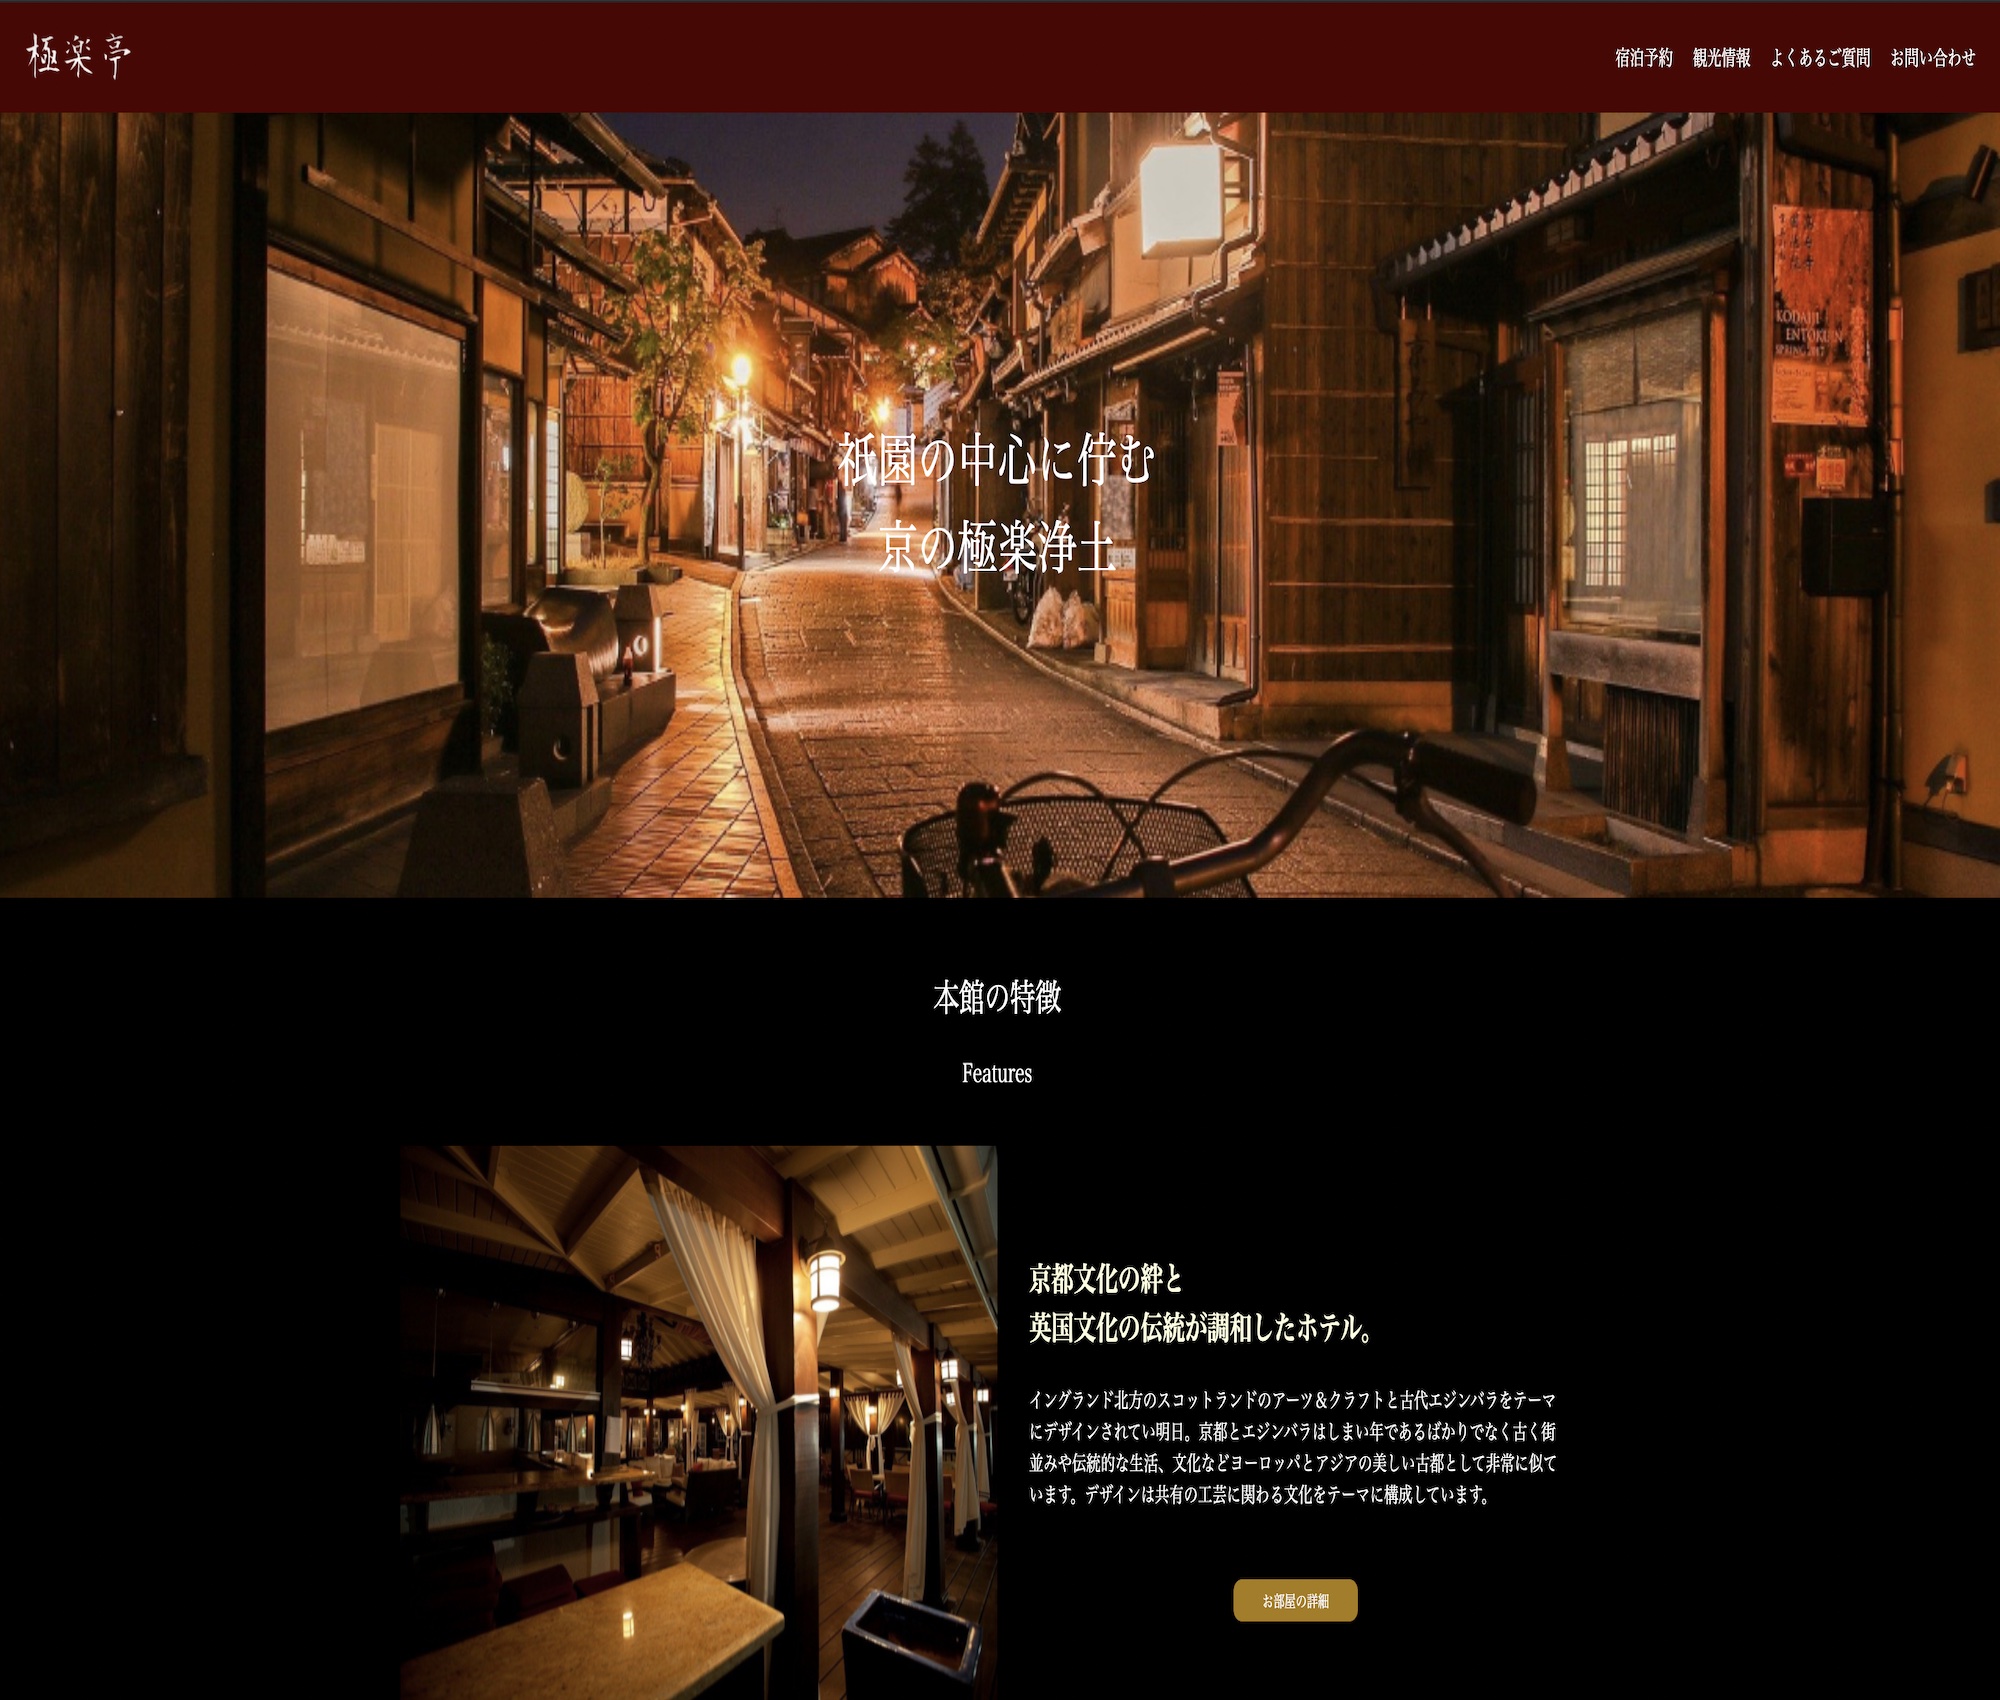 極楽亭
宿泊予約 観光情報 よくあるご質問 お問い合わせ
KODAIJI
ENTOKUIN
SPRING 2017
祇園の中心に佇む
京の極楽浄土
本館の特徴
Features
京都文化の絆と
英国文化の伝統が調和したホテル。
イングランド北方のスコットランドのアーツ&クラフトと古代エジンバラをテーマ
にデザインされてい明日。京都とエジンバラはしまい年であるばかりでなく古く街
並みや伝統的な生活、文化などヨーロッパとアジアの美しい古都として非常に似て
います。デザインは共有の工芸に関わる文化をテーマに構成しています。
お部屋の詳細